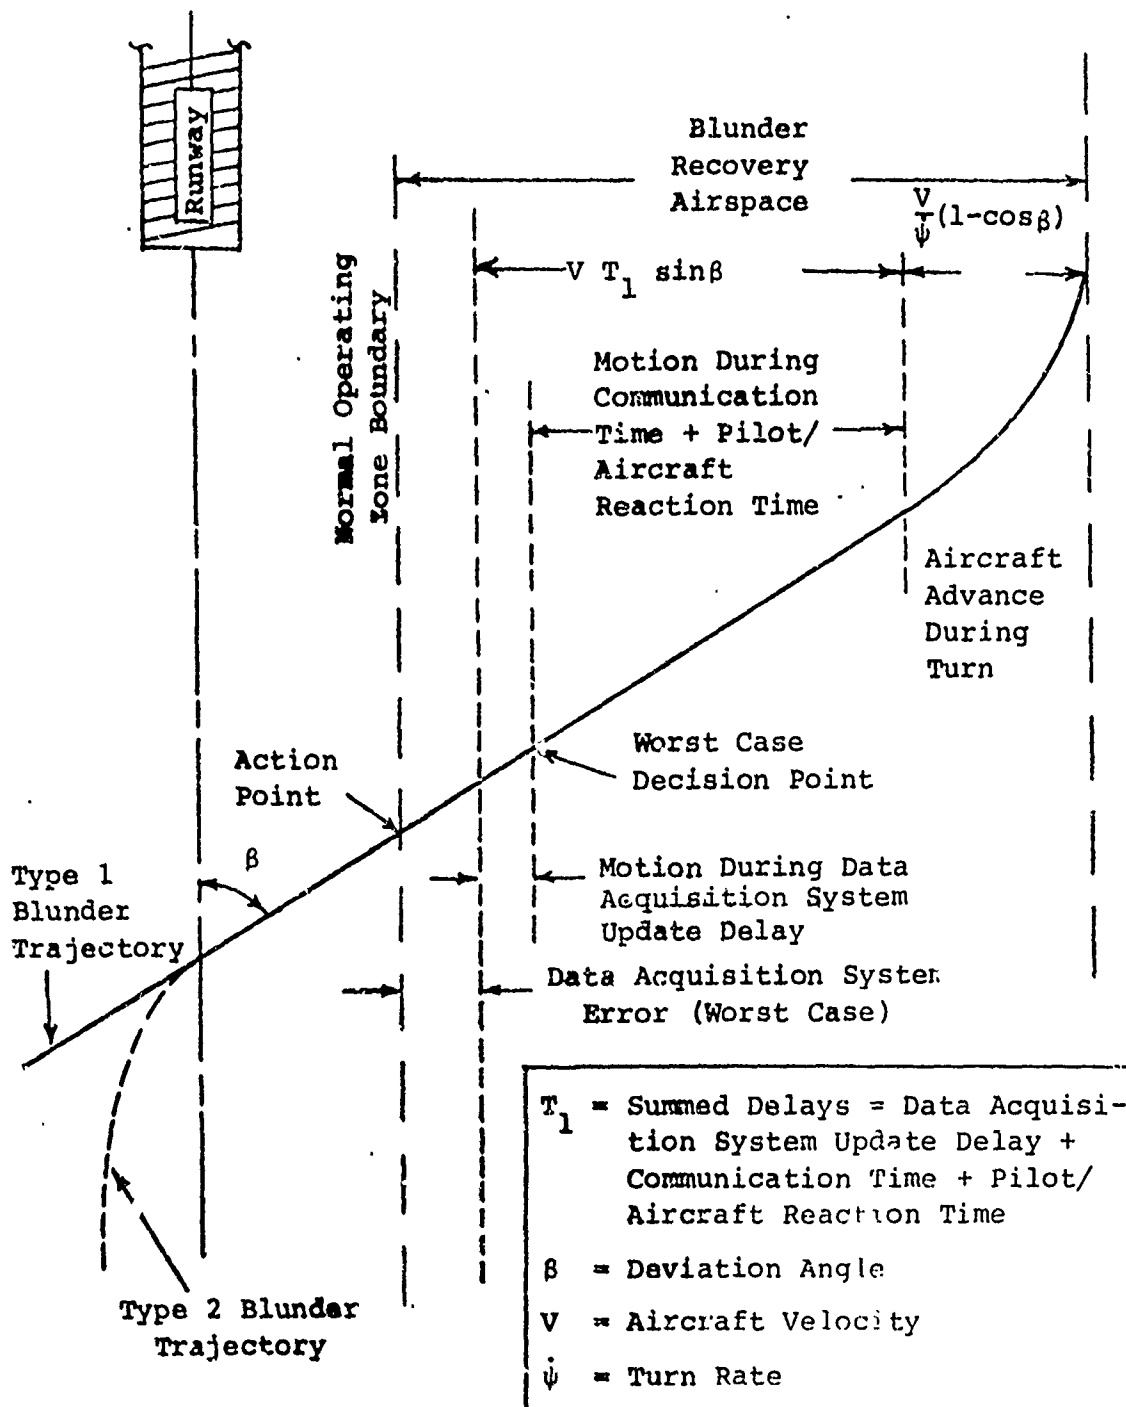 Runway
Blunder
Recovery
Airspace
V/ψ̇ (1-cosβ)
V T₁ sinβ
Normal Operating
Zone Boundary
Motion During
Communication
Time + Pilot/
Aircraft
Reaction Time
Aircraft
Advance
During
Turn
Action
Point
Worst Case
Decision Point
β
Type 1
Blunder
Trajectory
Motion During Data
Acquisition System
Update Delay
Data Acquisition System
Error (Worst Case)
Type 2 Blunder
Trajectory
T₁ = Summed Delays = Data Acquisi-
tion System Update Delay +
Communication Time + Pilot/
Aircraft Reaction Time
β = Deviation Angle
V = Aircraft Velocity
ψ̇ = Turn Rate